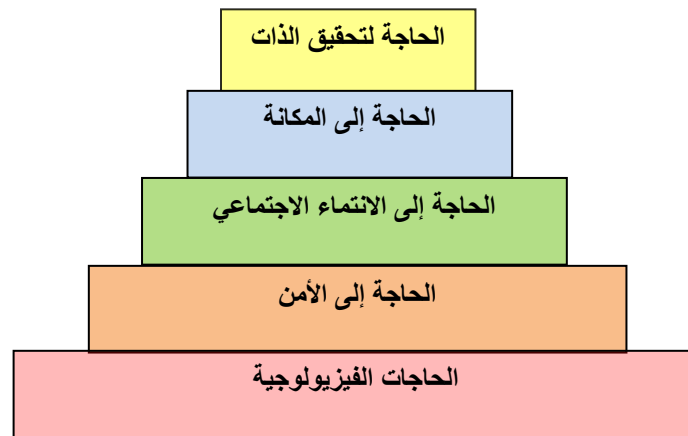 الحاجة لتحقيق الذات
الحاجة إلى المكانة
الحاجة إلى الانتماء الاجتماعي
الحاجة إلى الأمن
الحاجات الفيزيولوجية